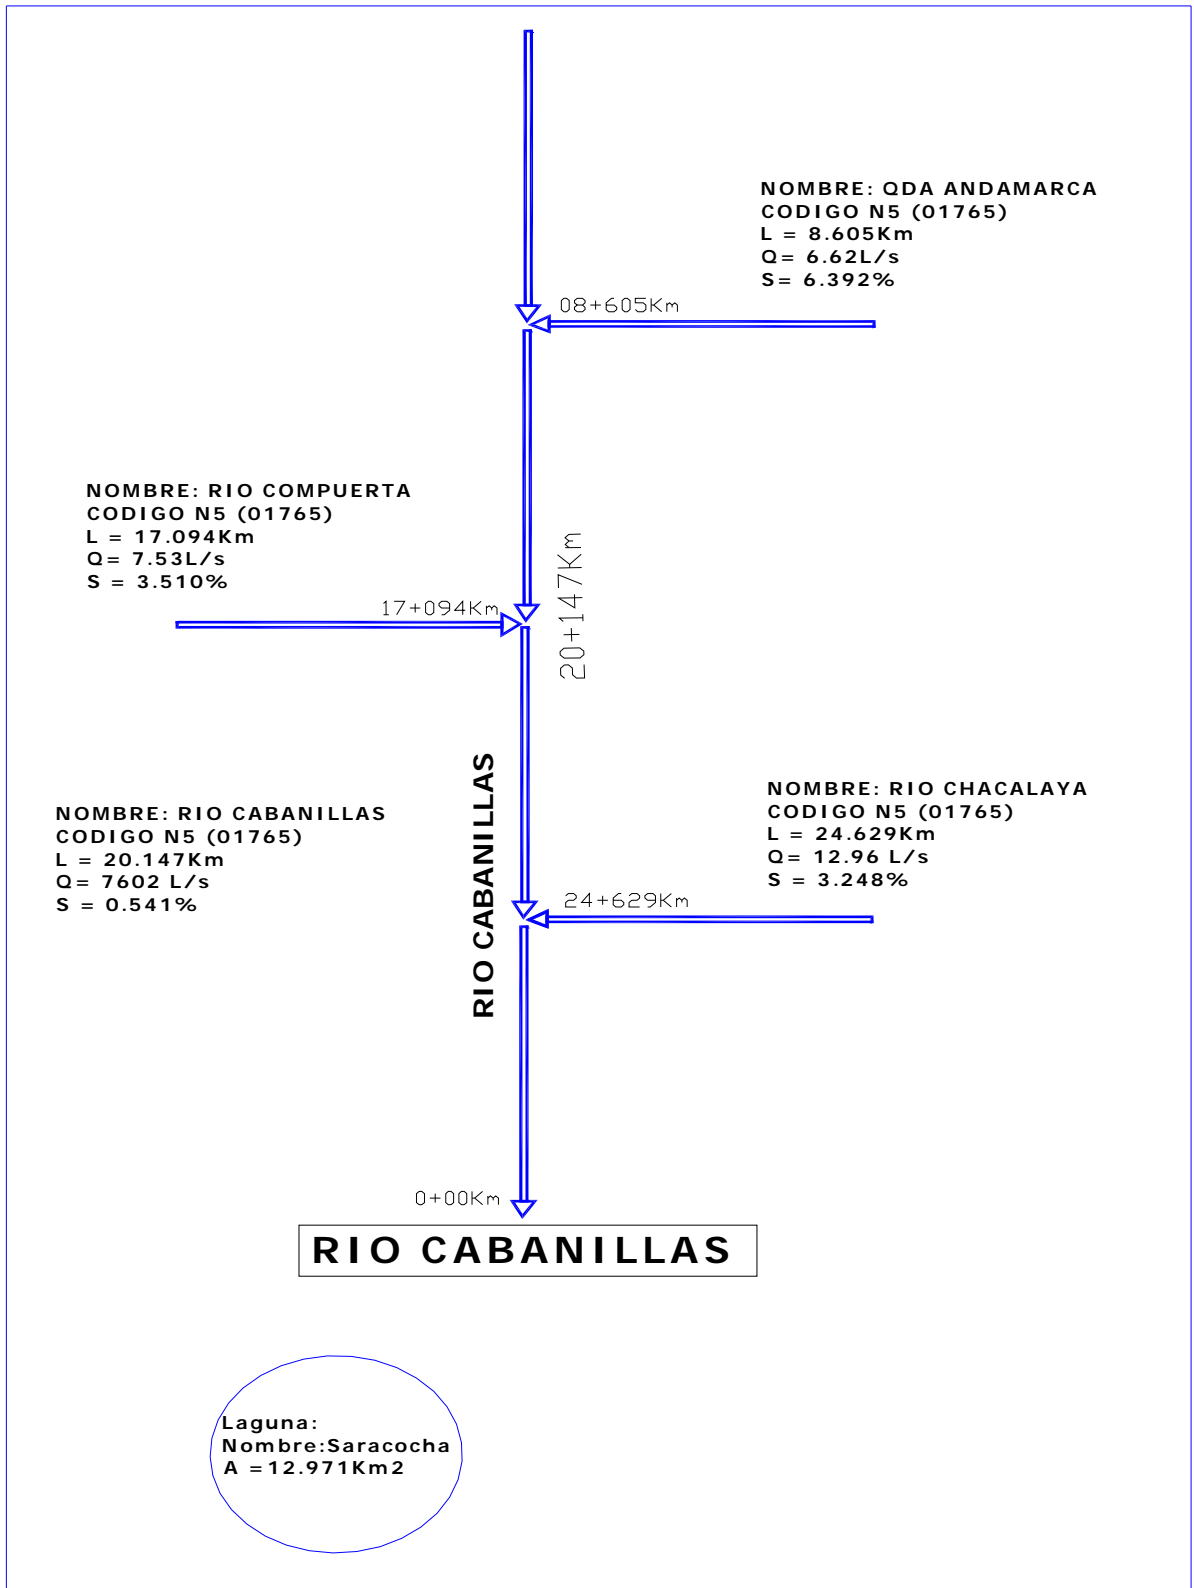 NOMBRE: QDA ANDAMARCA
CODIGO N5 (01765)
L = 8.605Km
Q= 6.62L/s
S= 6.392%
08+605Km
NOMBRE: RIO COMPUERTA
CODIGO N5 (01765)
L = 17.094Km
Q= 7.53L/s
S = 3.510%
17+094Km
20+147Km
RIO CABANILLAS
NOMBRE: RIO CABANILLAS
CODIGO N5 (01765)
L = 20.147Km
Q= 7602 L/s
S = 0.541%
NOMBRE: RIO CHACALAYA
CODIGO N5 (01765)
L = 24.629Km
Q= 12.96 L/s
S = 3.248%
24+629Km
0+00Km
RIO CABANILLAS
Laguna:
Nombre:Saracocha
A =12.971Km2